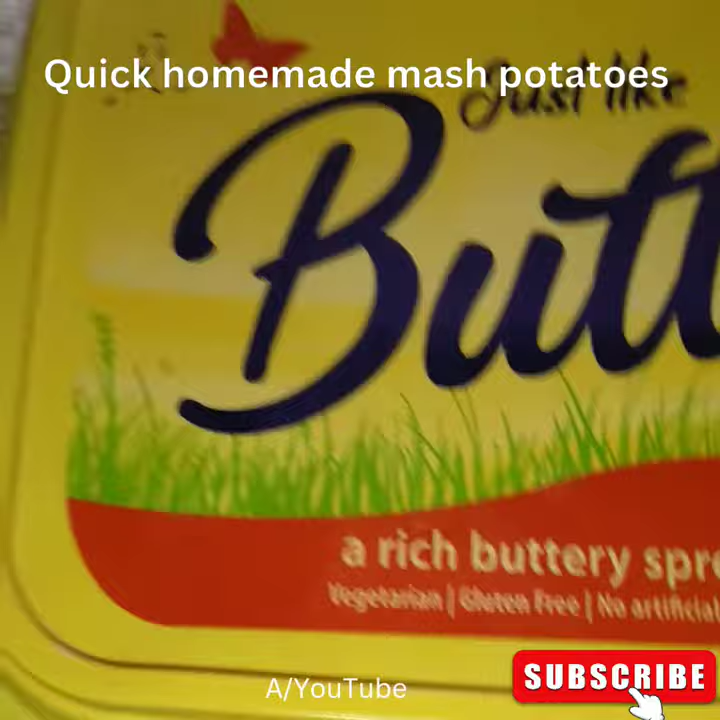 Quick homemade mash potatoes
Just like
Butt
a rich buttery spre
Vegetarian | Gluten Free | No artificial
SUBSCRIBE
A/YouTube